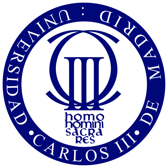 UNIVERSIDAD · CARLOS III · DE MADRID :
homo
homini
SACRA
RES